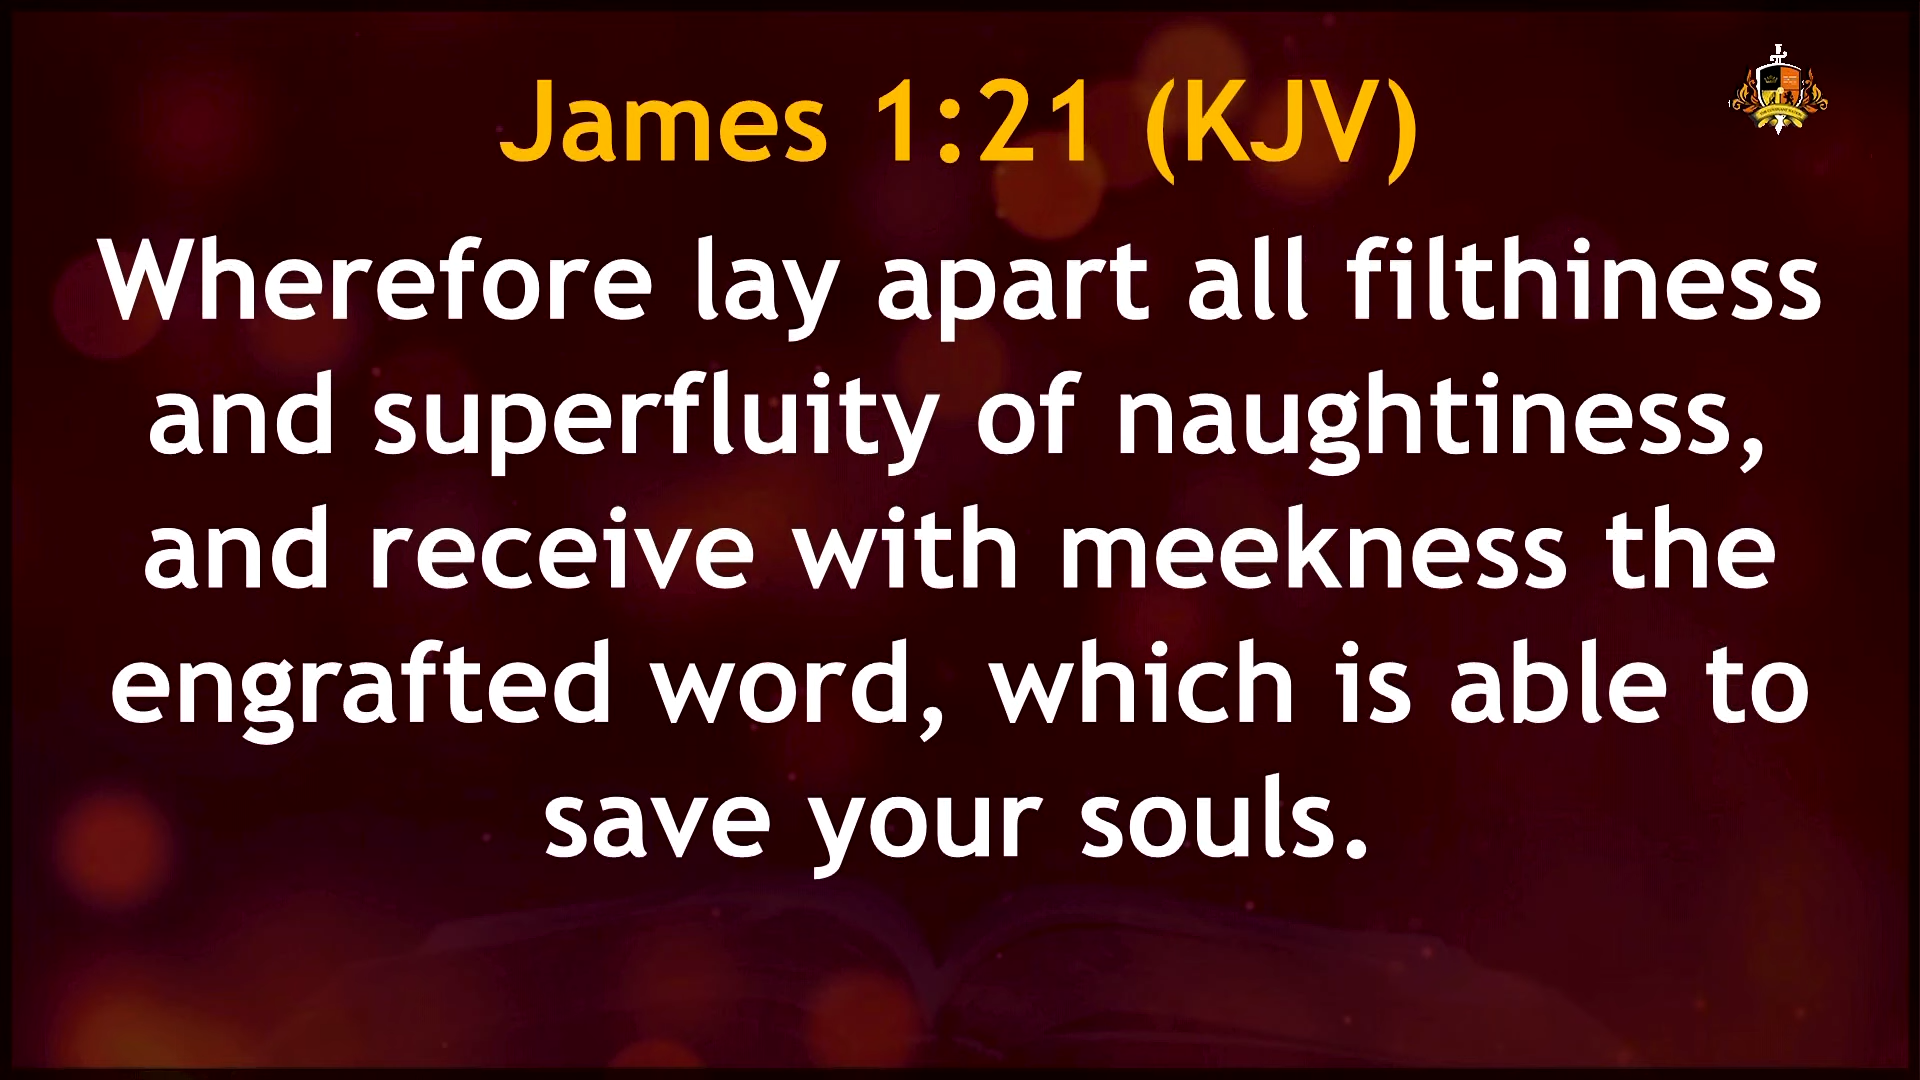 James 1:21 (KJV)
Wherefore lay apart all filthiness
and superfluity of naughtiness,
and receive with meekness the
engrafted word, which is able to
save your souls.